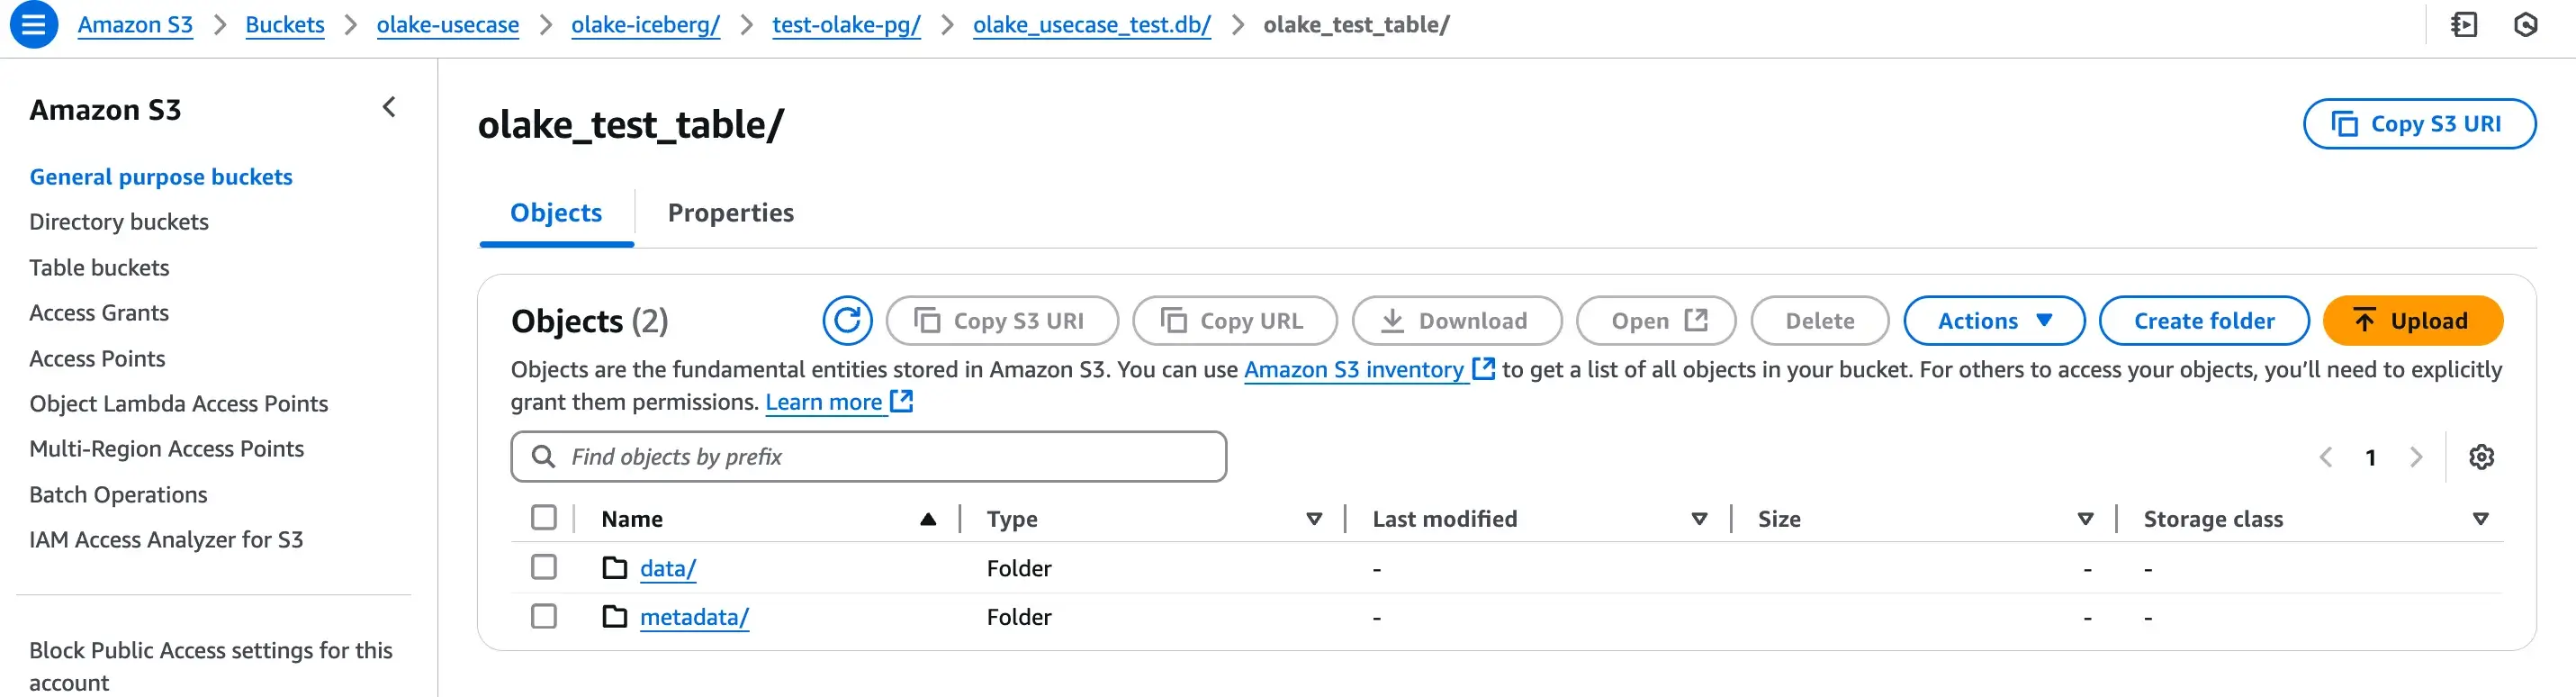 Amazon S3 > Buckets > olake-usecase > olake-iceberg/ > test-olake-pg/ > olake_usecase_test.db/ > olake_test_table/
Amazon S3
General purpose buckets
Directory buckets
Table buckets
Access Grants
Access Points
Object Lambda Access Points
Multi-Region Access Points
Batch Operations
IAM Access Analyzer for S3
Block Public Access settings for this
account
olake_test_table/
Copy S3 URI
Objects Properties
Objects (2) Copy S3 URI Copy URL Download Open Delete Actions Create folder Upload
Objects are the fundamental entities stored in Amazon S3. You can use Amazon S3 inventory to get a list of all objects in your bucket. For others to access your objects, you’ll need to explicitly
grant them permissions. Learn more
Find objects by prefix
1
Name Type Last modified Size Storage class
data/ Folder - - -
metadata/ Folder - - -